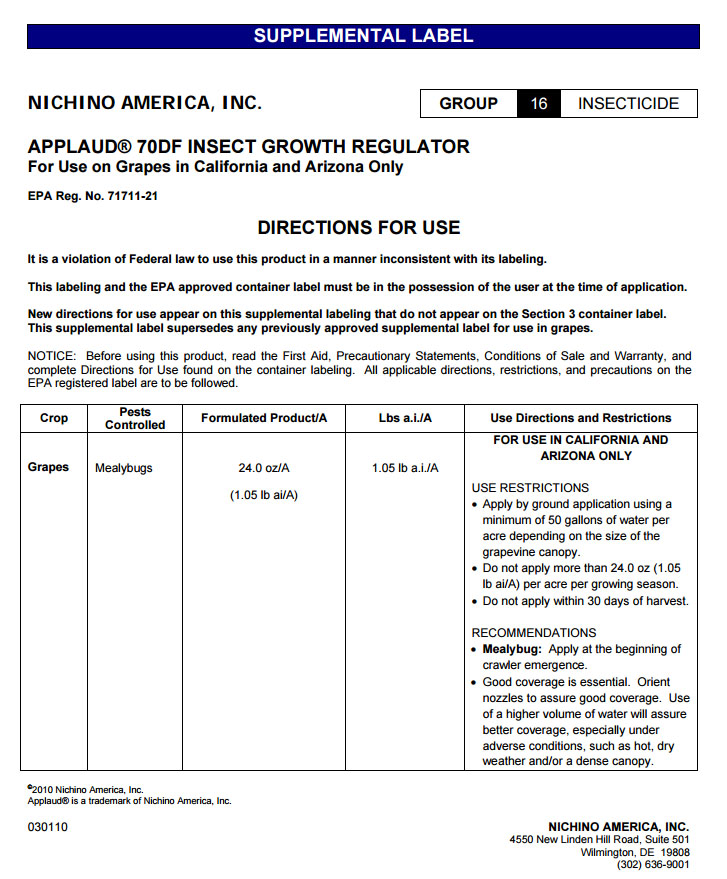 SUPPLEMENTAL LABEL
NICHINO AMERICA, INC.
GROUP 16 INSECTICIDE
APPLAUD® 70DF INSECT GROWTH REGULATOR
For Use on Grapes in California and Arizona Only
EPA Reg. No. 71711-21
DIRECTIONS FOR USE
It is a violation of Federal law to use this product in a manner inconsistent with its labeling.
This labeling and the EPA approved container label must be in the possession of the user at the time of application.
New directions for use appear on this supplemental labeling that do not appear on the Section 3 container label.
This supplemental label supersedes any previously approved supplemental label for use in grapes.
NOTICE: Before using this product, read the First Aid, Precautionary Statements, Conditions of Sale and Warranty, and
complete Directions for Use found on the container labeling. All applicable directions, restrictions, and precautions on the
EPA registered label are to be followed.
Crop
Pests
Controlled
Formulated Product/A
Lbs a.i./A
Use Directions and Restrictions
Grapes
Mealybugs
24.0 oz/A
(1.05 lb ai/A)
1.05 lb a.i./A
FOR USE IN CALIFORNIA AND
ARIZONA ONLY
USE RESTRICTIONS
• Apply by ground application using a
minimum of 50 gallons of water per
acre depending on the size of the
grapevine canopy.
• Do not apply more than 24.0 oz (1.05
lb ai/A) per acre per growing season.
• Do not apply within 30 days of harvest.
RECOMMENDATIONS
• Mealybug: Apply at the beginning of
crawler emergence.
• Good coverage is essential. Orient
nozzles to assure good coverage. Use
of a higher volume of water will assure
better coverage, especially under
adverse conditions, such as hot, dry
weather and/or a dense canopy.
©2010 Nichino America, Inc.
Applaud® is a trademark of Nichino America, Inc.
030110
NICHINO AMERICA, INC.
4550 New Linden Hill Road, Suite 501
Wilmington, DE 19808
(302) 636-9001